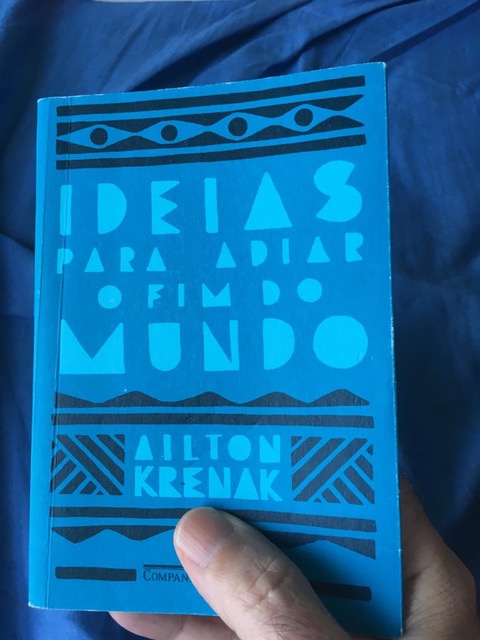 IDEIAS
PARA ADIAR
O FIM DO
MUNDO
AILTON
KRENAK